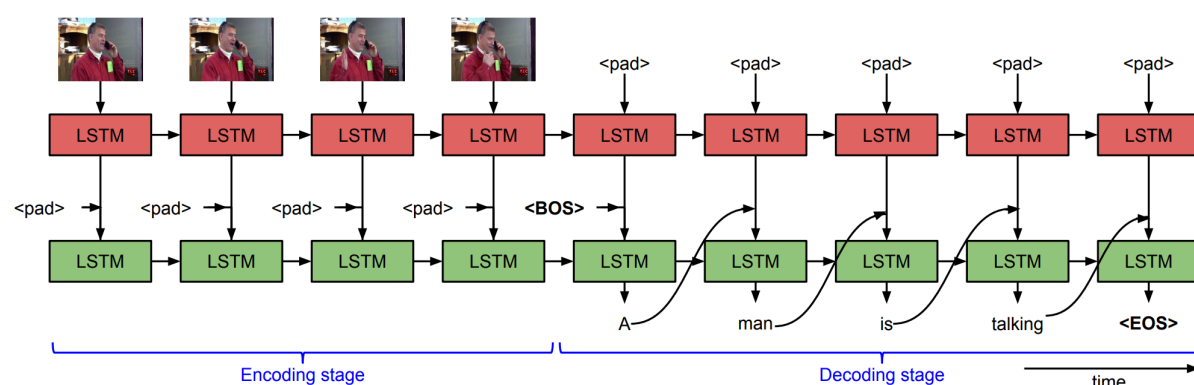 <pad> <pad> <pad> <pad> <pad>
LSTM LSTM LSTM LSTM LSTM LSTM LSTM LSTM LSTM
<pad> <pad> <pad> <pad> <BOS>
LSTM LSTM LSTM LSTM LSTM LSTM LSTM LSTM LSTM
A man is talking <EOS>
Encoding stage Decoding stage
time